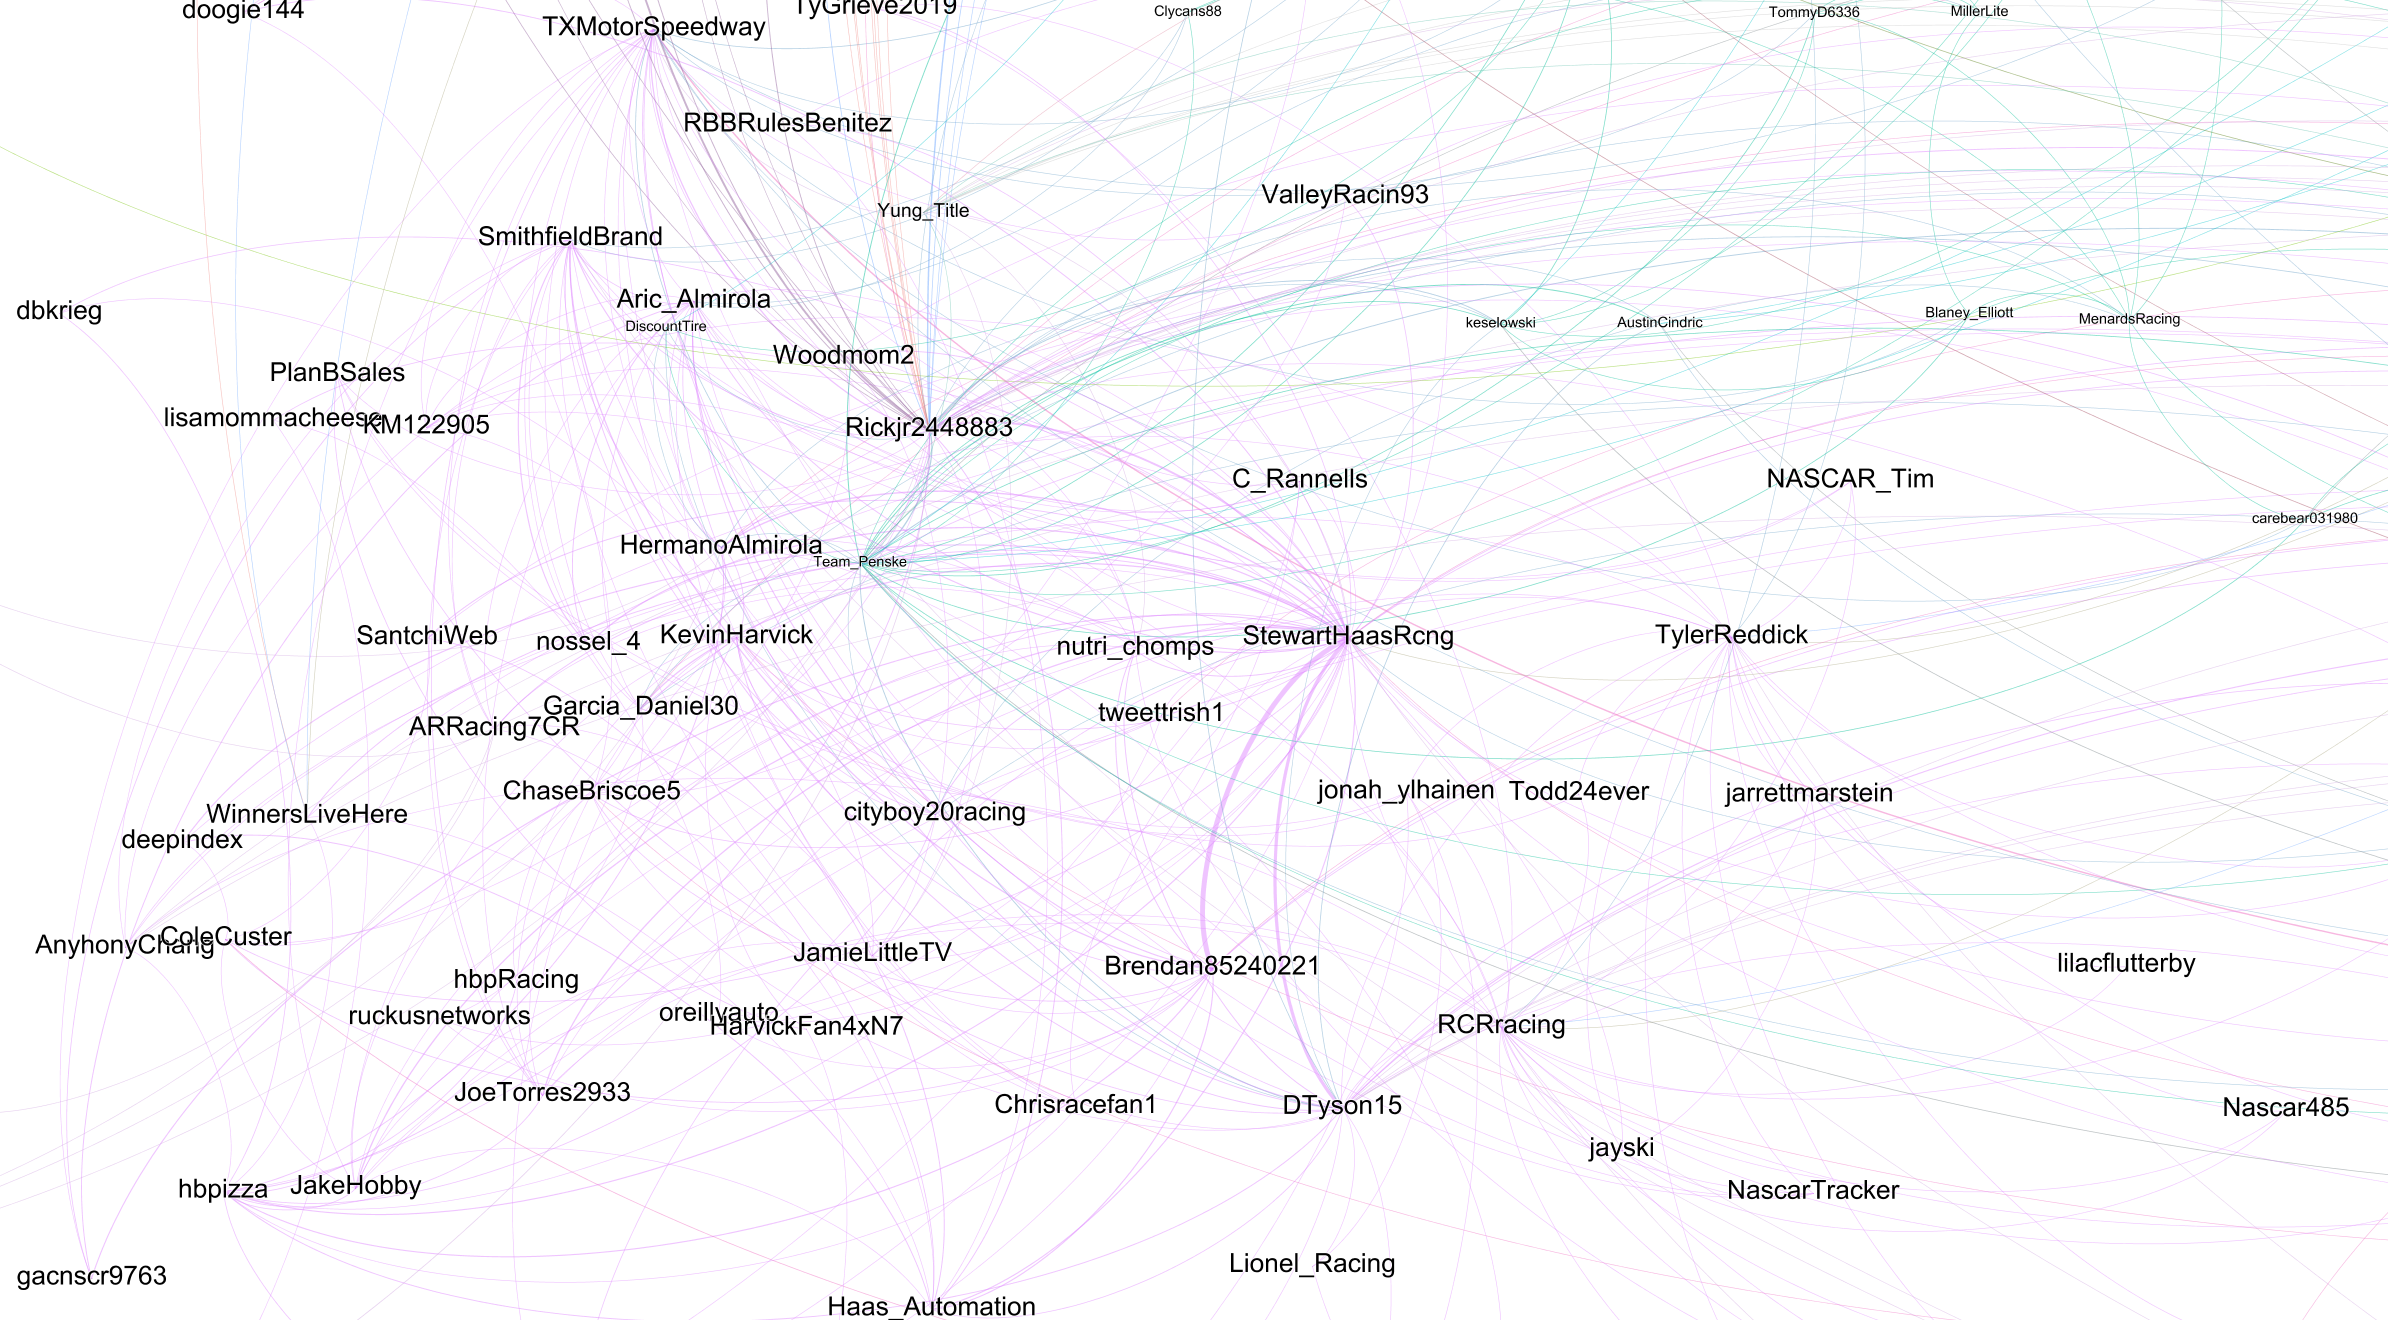 doogie144
TXMotorSpeedway
TyGrieve2019
Clycans88
TommyD6336
MillerLite
RBBRulesBenitez
ValleyRacin93
Yung_Title
SmithfieldBrand
Aric_Almirola
dbkrieg
DiscountTire
keselowski
AustinCindric
Blaney_Elliott
MenardsRacing
Woodmom2
PlanBSales
lisamommacheese
KM122905
Rickjr2448883
C_Rannells
NASCAR_Tim
carebear031980
HermanoAlmirola
Team_Penske
SantchiWeb
nossel_4
KevinHarvick
nutri_chomps
StewartHaasRcng
TylerReddick
Garcia_Daniel30
tweettrish1
ARRacing7CR
ChaseBriscoe5
jonah_ylhainen
Todd24ever
jarrettmarstein
WinnersLiveHere
cityboy20racing
deepindex
ColeCuster
AnyhonyChang
JamieLittleTV
Brendan85240221
lilacflutterby
hbpRacing
ruckusnetworks
oreillyauto
HarvickFan4xN7
RCRracing
JoeTorres2933
Chrisracefan1
DTyson15
Nascar485
jayski
hbpizza
JakeHobby
NascarTracker
Lionel_Racing
gacnscr9763
Haas_Automation